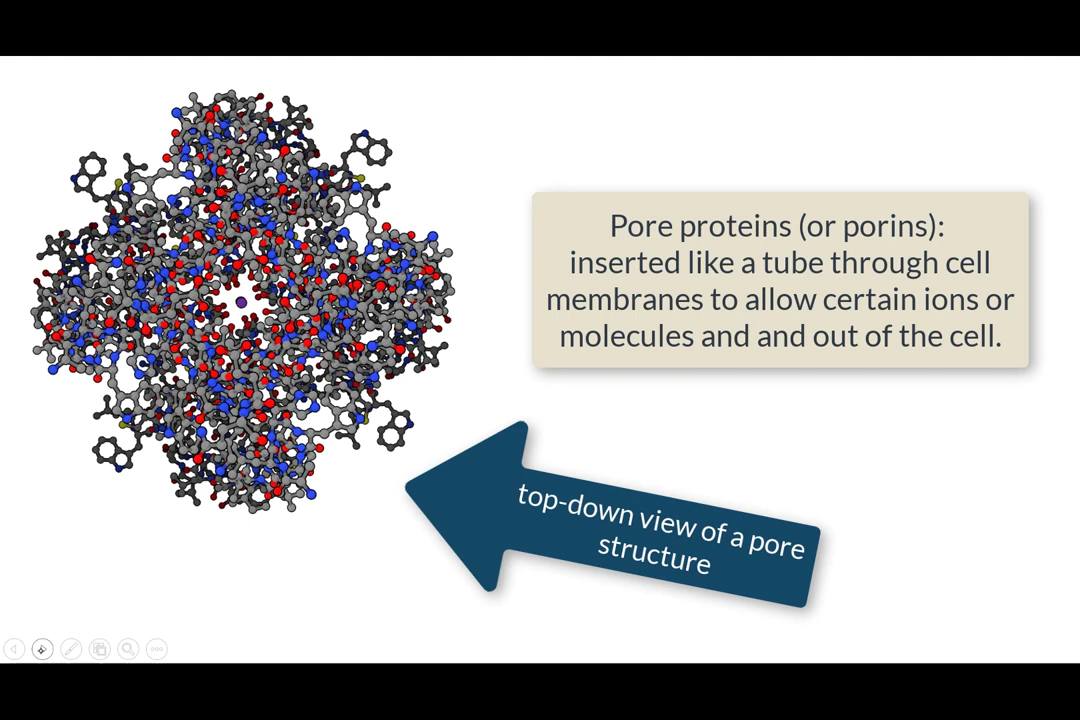 Pore proteins (or porins):
inserted like a tube through cell
membranes to allow certain ions or
molecules and and out of the cell.
top-down view of a pore
structure